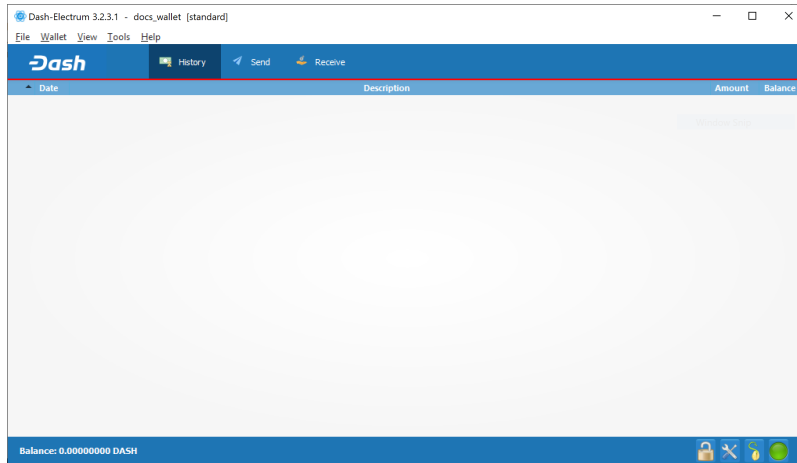 Dash-Electrum 3.2.3.1 - docs_wallet [standard]
File Wallet View Tools Help
Dash History Send Receive
Date Description Amount Balance
Balance: 0.00000000 DASH